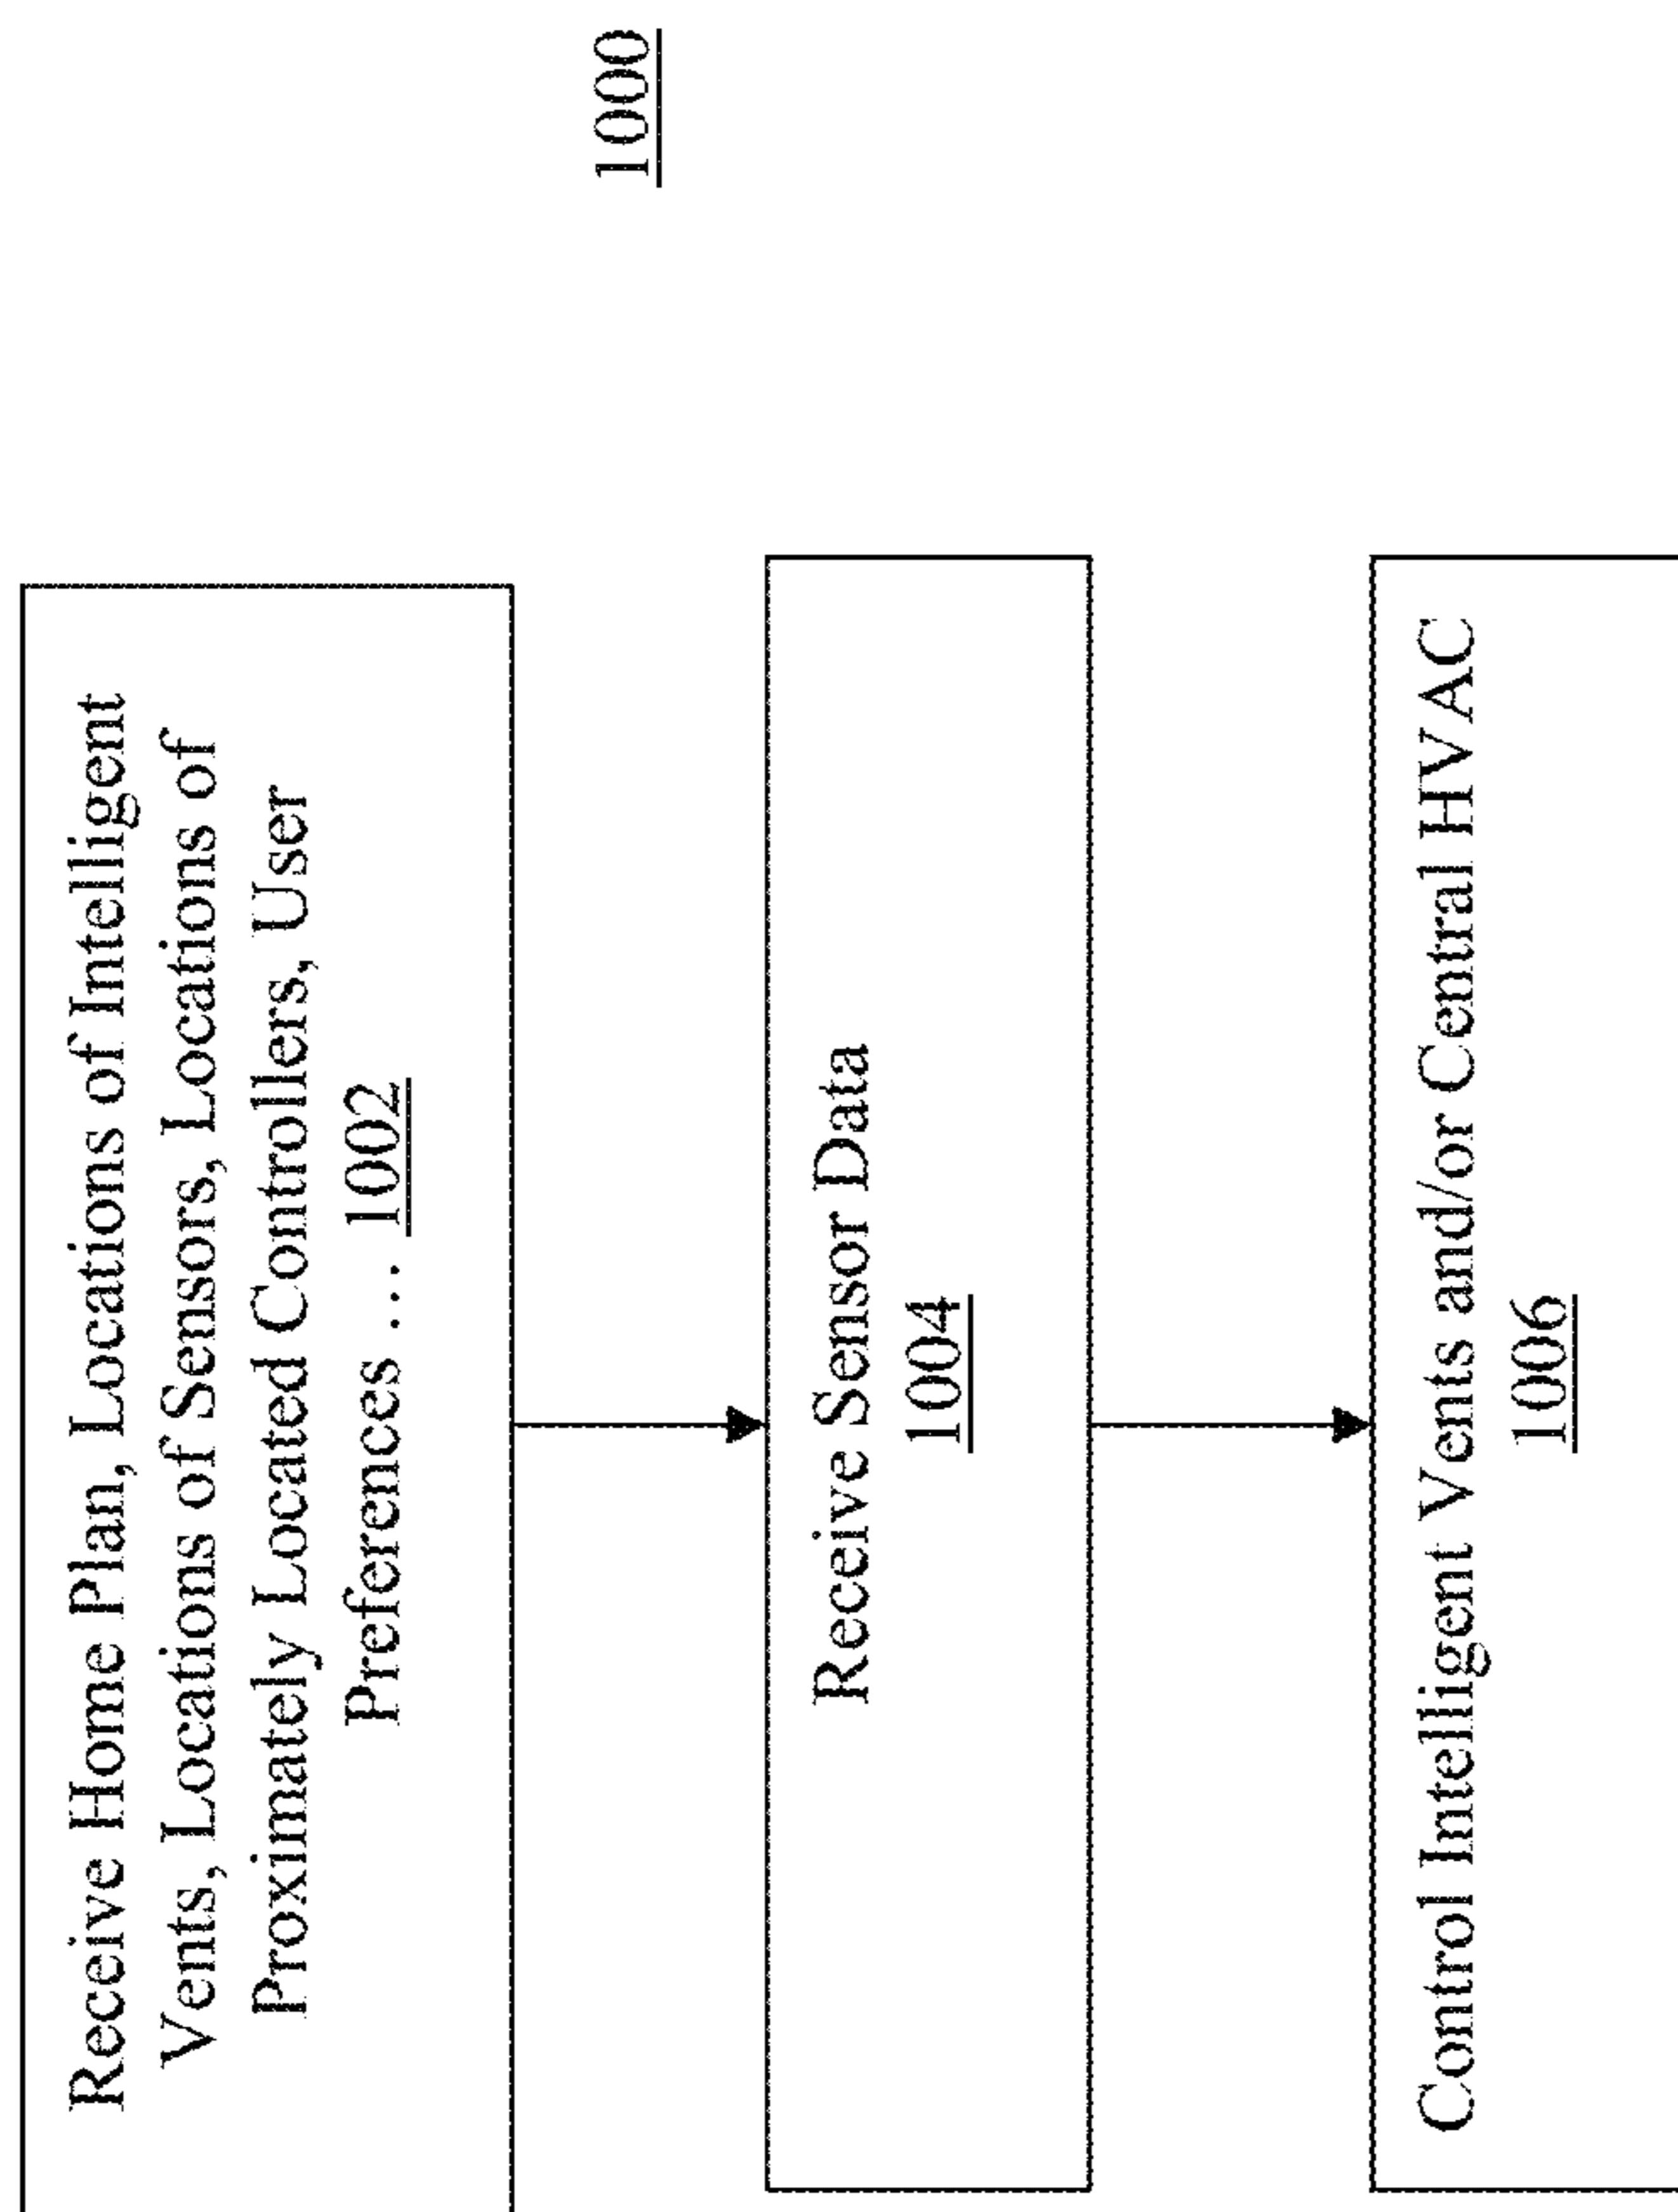 Receive Home Plan, Locations of Intelligent
Vents, Locations of Sensors, Locations of
Proximately Located Controllers, User
Preferences … 1002
1000
Receive Sensor Data
1004
Control Intelligent Vents and/or Central HVAC
1006